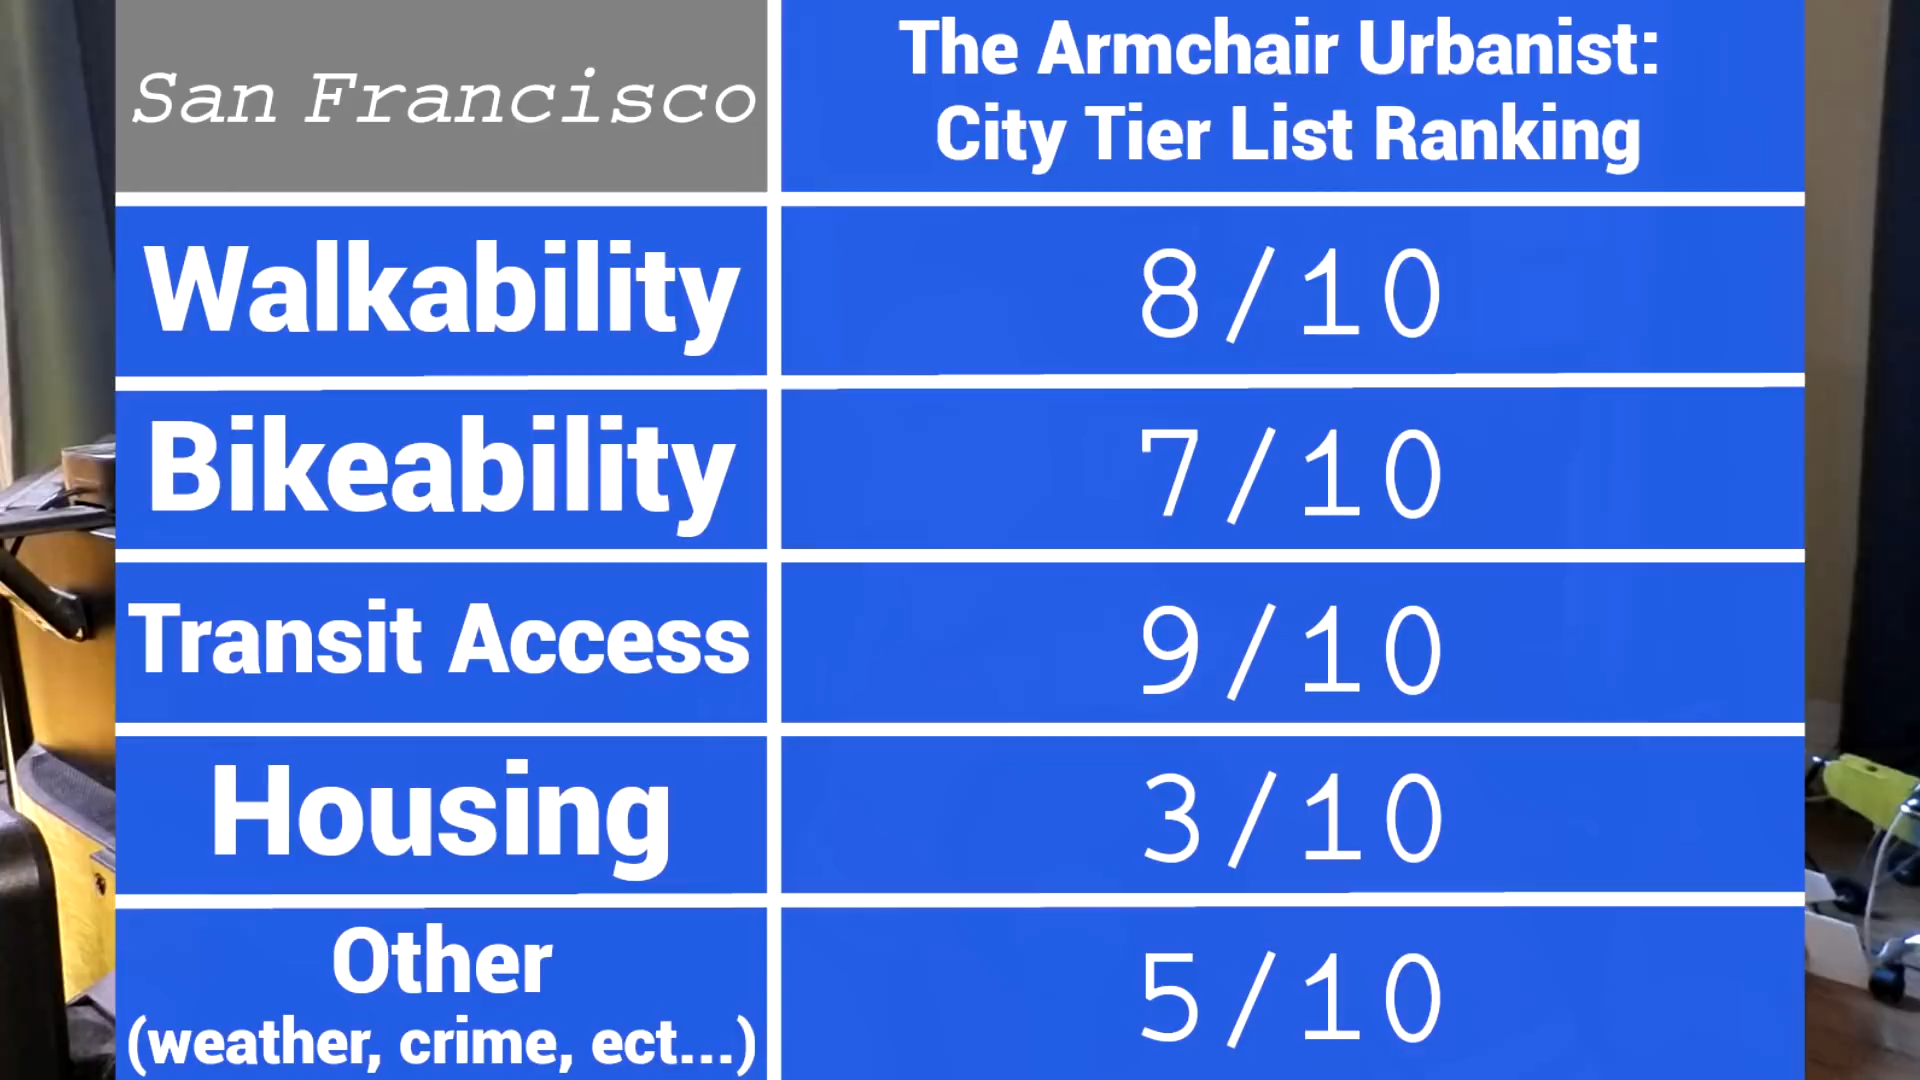 San Francisco
The Armchair Urbanist:
City Tier List Ranking
Walkability
8/10
Bikeability
7/10
Transit Access
9/10
Housing
3/10
Other
(weather, crime, ect...)
5/10